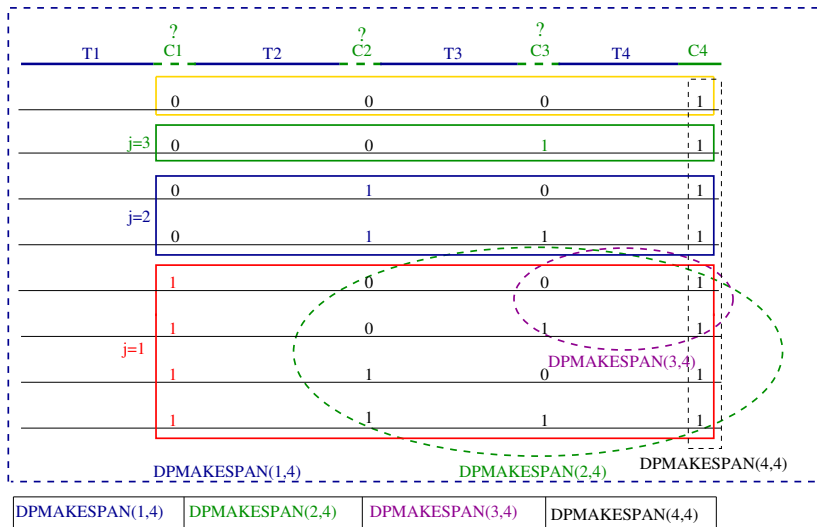 ? ? ?
T1 C1 T2 C2 T3 C3 T4 C4
0 0 0 1
j=3 0 0 1 1
0 1 0 1
j=2
0 1 1 1
1 0 0 1
1 0 1 1
j=1
DPMAKESPAN(3,4)
1 1 0 1
1 1 1 1
DPMAKESPAN(1,4) DPMAKESPAN(2,4) DPMAKESPAN(4,4)
DPMAKESPAN(1,4) DPMAKESPAN(2,4) DPMAKESPAN(3,4) DPMAKESPAN(4,4)